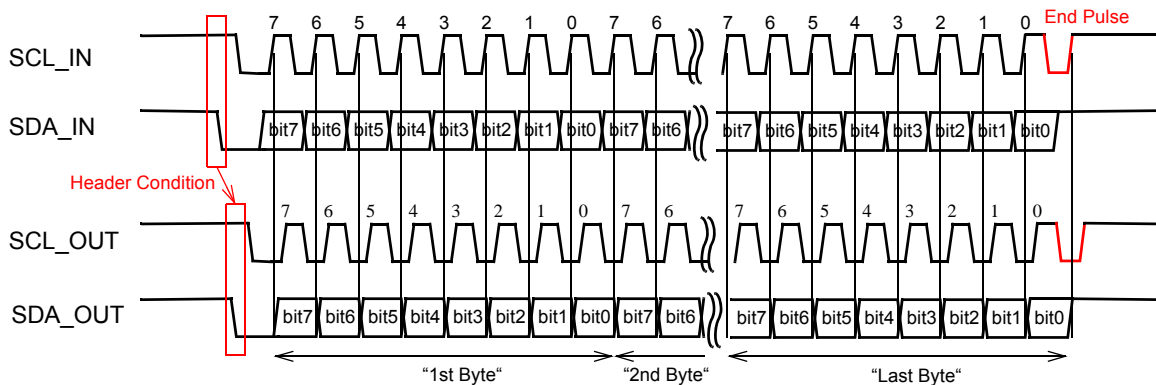 7 6 5 4 3 2 1 0 7 6 7 6 5 4 3 2 1 0 End Pulse
SCL_IN
SDA_IN bit7 bit6 bit5 bit4 bit3 bit2 bit1 bit0 bit7 bit6 bit7 bit6 bit5 bit4 bit3 bit2 bit1 bit0
Header Condition
7 6 5 4 3 2 1 0 7 6 7 6 5 4 3 2 1 0
SCL_OUT
SDA_OUT bit7 bit6 bit5 bit4 bit3 bit2 bit1 bit0 bit7 bit6 bit7 bit6 bit5 bit4 bit3 bit2 bit1 bit0
“1st Byte“ “2nd Byte“ “Last Byte“